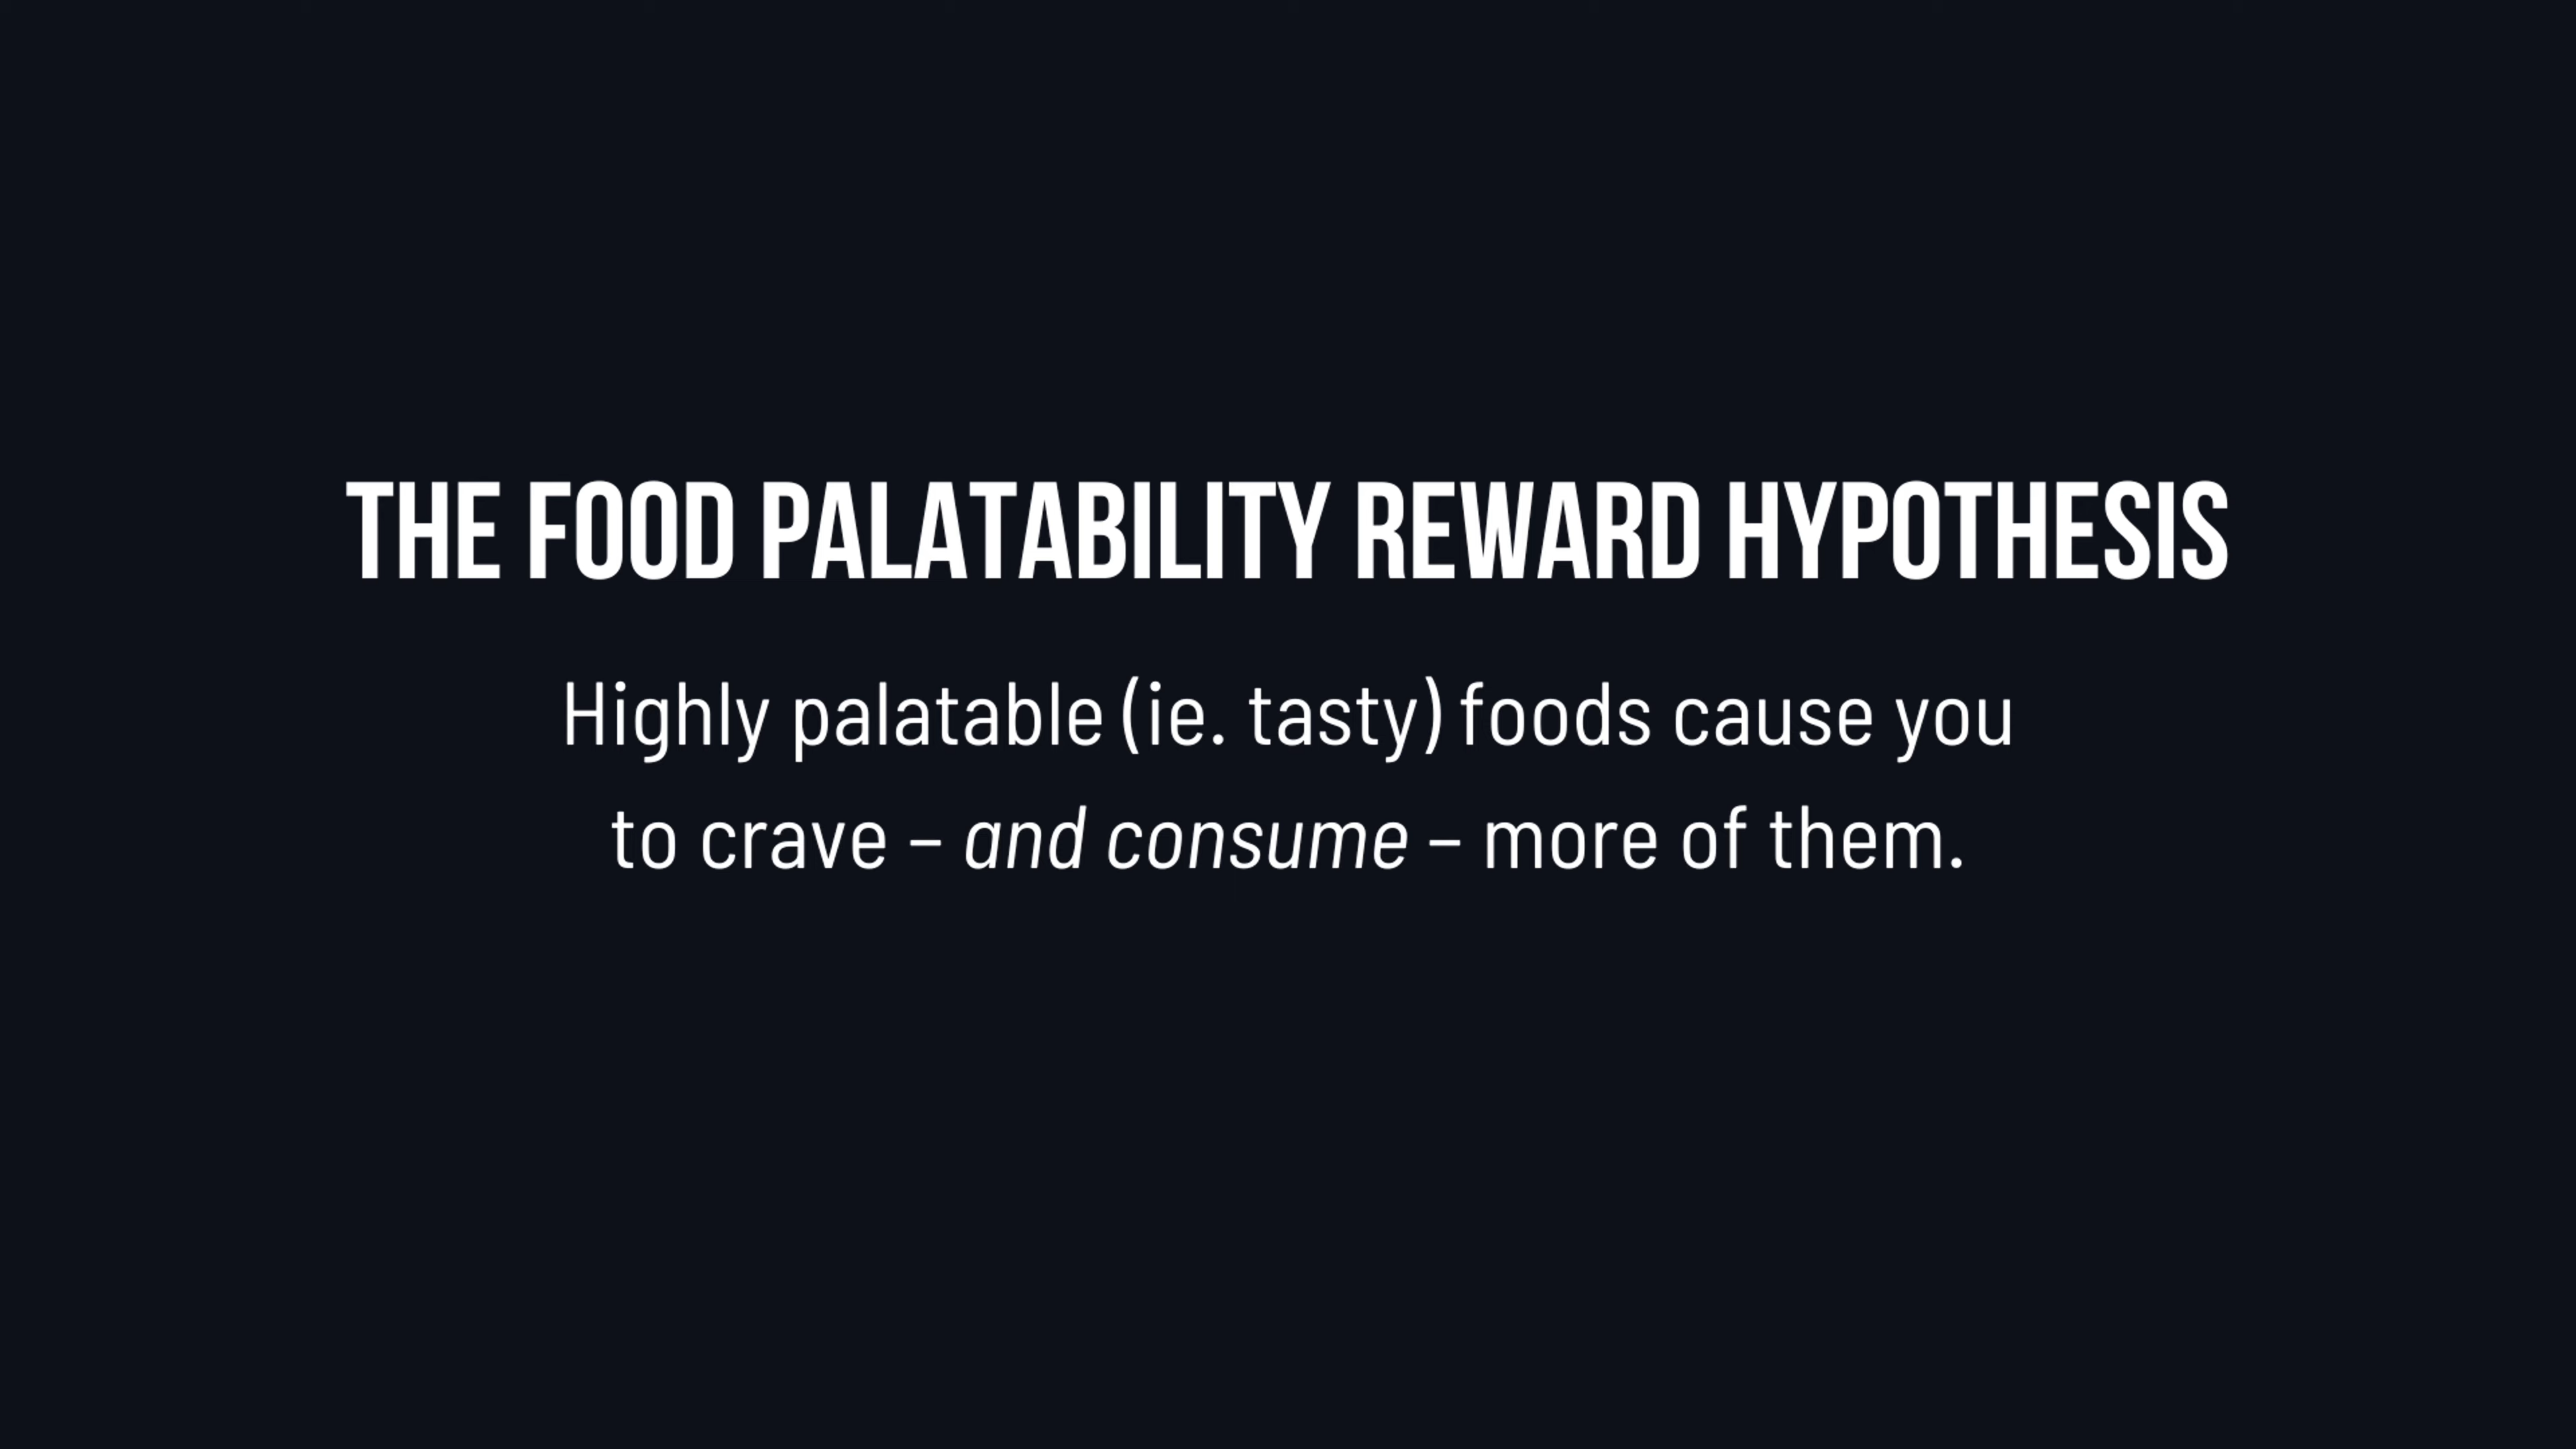 THE FOOD PALATABILITY REWARD HYPOTHESIS
Highly palatable (ie. tasty) foods cause you
to crave – and consume – more of them.